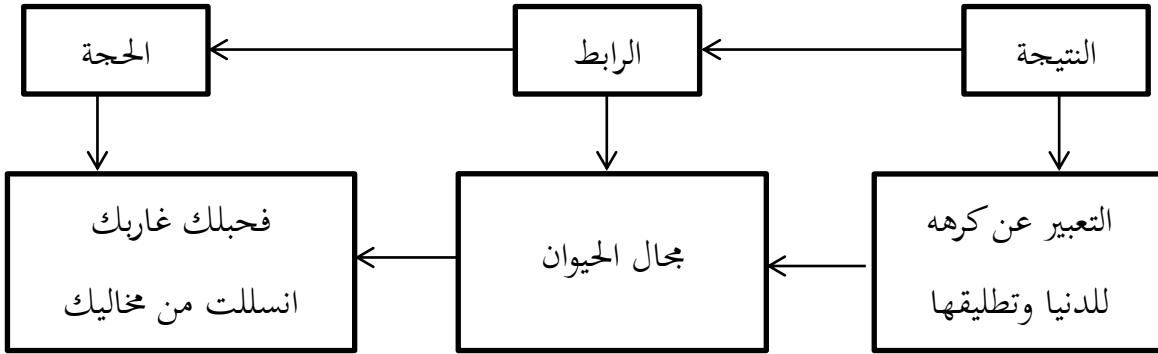 النتيجة
الرابط
الحجة
التعبير عن كرهه
للدنيا وتطليقها
مجال الحيوان
فحبلك غاربك
انسللت من مخاليك